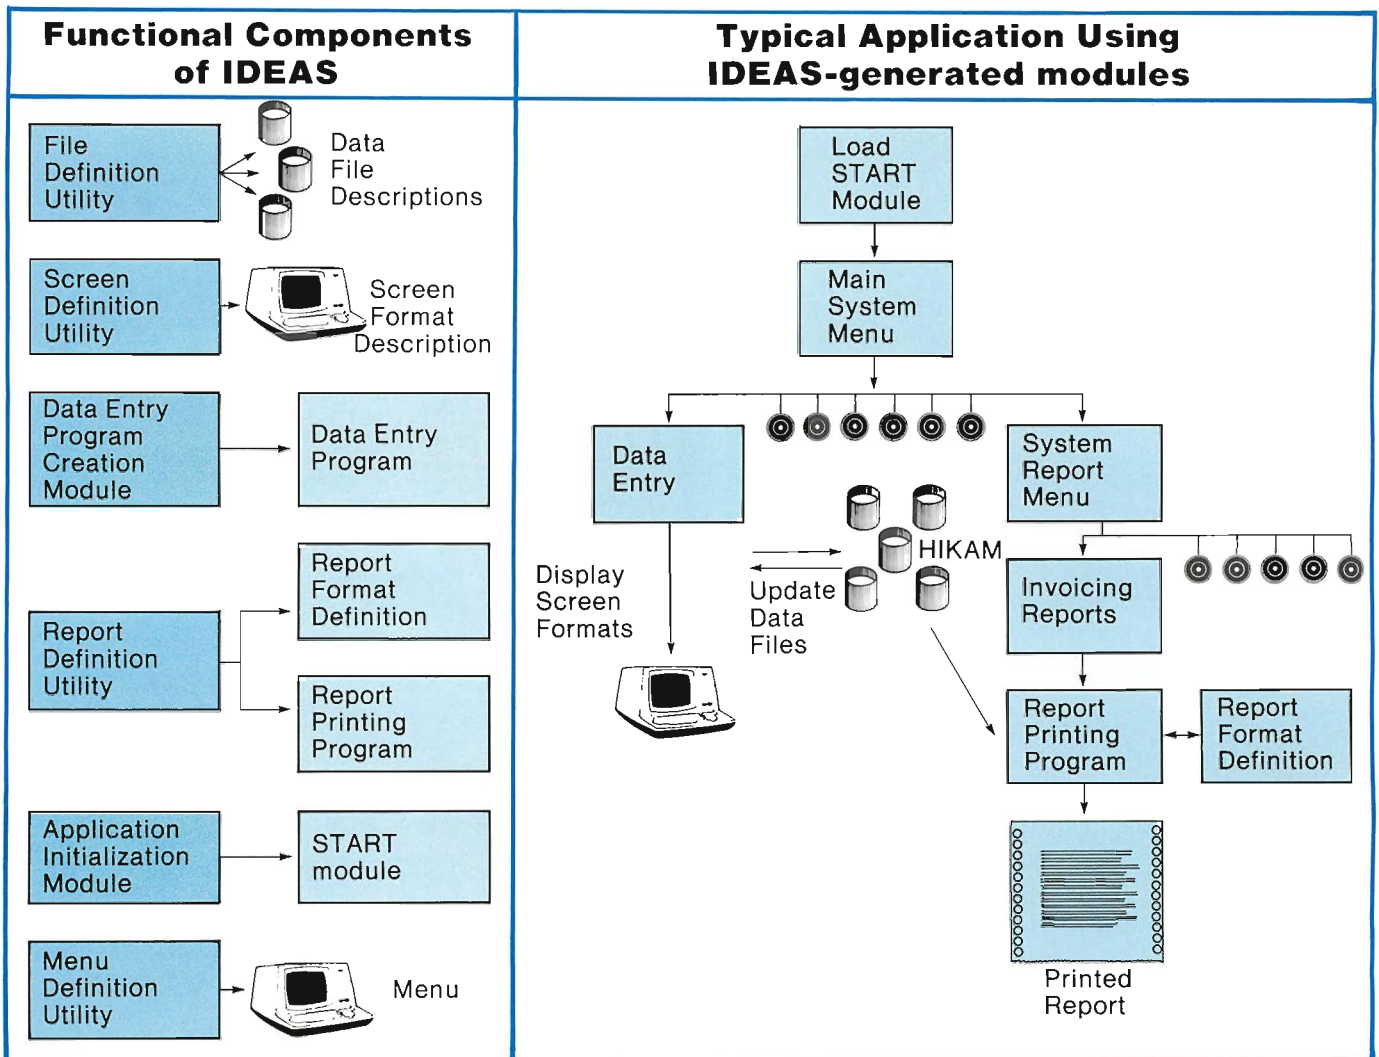 Functional Components
of IDEAS
Typical Application Using
IDEAS-generated modules
File
Definition
Utility
Data
File
Descriptions
Screen
Definition
Utility
Screen
Format
Description
Data Entry
Program
Creation
Module
Data Entry
Program
Report
Definition
Utility
Report
Format
Definition
Report
Printing
Program
Application
Initialization
Module
START
module
Menu
Definition
Utility
Menu
Load
START
Module
Main
System
Menu
Data
Entry
System
Report
Menu
HIKAM
Display
Screen
Formats
Update
Data
Files
Invoicing
Reports
Report
Printing
Program
Report
Format
Definition
Printed
Report